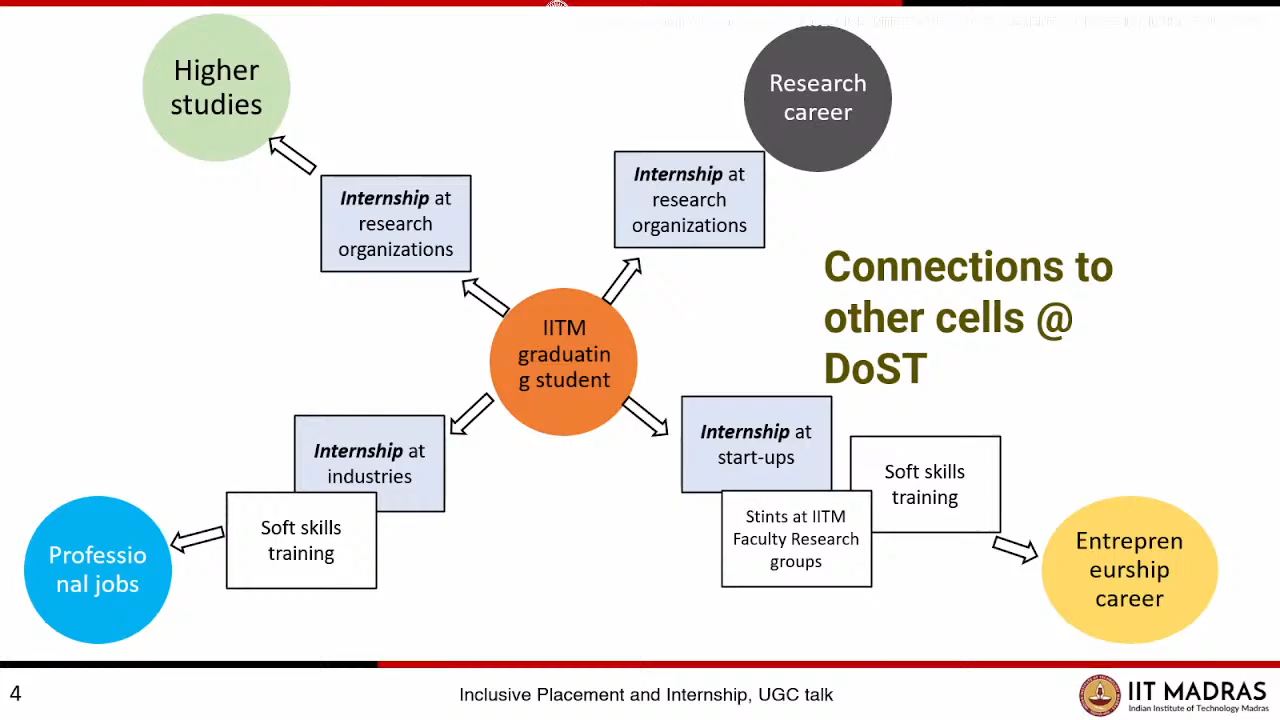 Higher
studies
Research
career
Internship at
research
organizations
Internship at
research
organizations
Connections to
other cells @
DoST
IITM
graduatin
g student
Internship at
industries
Soft skills
training
Professio
nal jobs
Internship at
start-ups
Soft skills
training
Stints at IITM
Faculty Research
groups
Entrepren
eurship
career
4
Inclusive Placement and Internship, UGC talk
IIT MADRAS
Indian Institute of Technology Madras